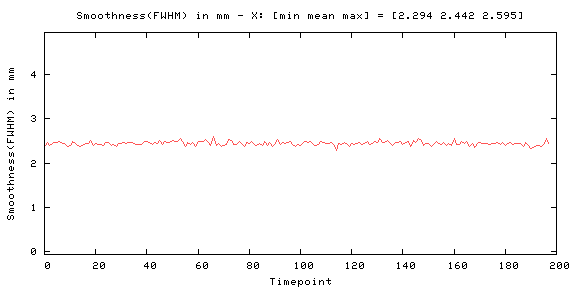 Smoothness(FWHM) in mm - X: [min mean max] = [2.294 2.442 2.595]
Smoothness(FWHM) in mm
4
3
2
1
0
0 20 40 60 80 100 120 140 160 180 200
Timepoint